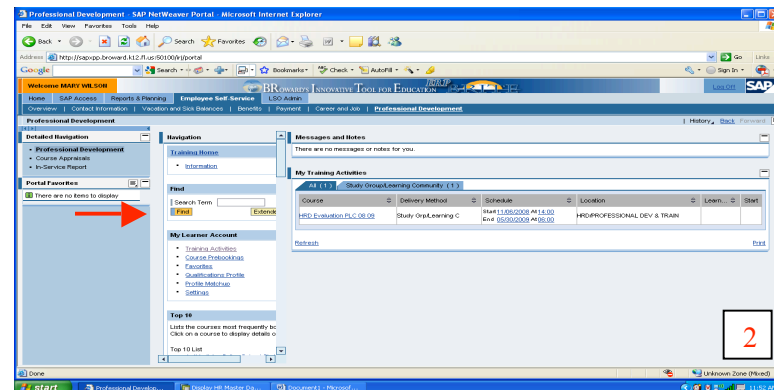 Professional Development - SAP NetWeaver Portal - Microsoft Internet Explorer
File Edit View Favorites Tools Help
Back Search Favorites
Address http://sapxpp.broward.k12.fl.us:50100/irj/portal Go Links
Google Search Bookmarks Check AutoFill Sign In
Welcome MARY WILSON BROWARD'S INNOVATIVE TOOL FOR EDUCATION Log Off SAP
Home SAP Access Reports & Planning Employee Self-Service LSO Admin
Overview | Contact Information | Vacation and Sick Balances | Benefits | Payment | Career and Job | Professional Development
Professional Development | History, Back Forward
Detailed Navigation
Professional Development
Course Appraisals
In-Service Report
Portal Favorites
There are no items to display
Navigation
Training Home
Information
Find
Search Term
Find Extende
My Learner Account
Training Activities
Course Prebookings
Favorites
Qualifications Profile
Profile Matchup
Settings
Top 10
Lists the courses most frequently bo
Click on a course to display details o
Top 10 List
Messages and Notes
There are no messages or notes for you.
My Training Activities
All ( 1 ) Study Group/Learning Community ( 1 )
Course Delivery Method Schedule Location Learn... Start
HRD Evaluation PLC 08 09 Study Grp/Learning C Start 11/06/2008 At 14:00 HRD/PROFESSIONAL DEV & TRAIN
End 05/30/2009 At 06:00
Refresh Print
2
Done Unknown Zone (Mixed)
start Professional Develop... Display HR Master Da... Document1 - Microsof... 11:52 AM